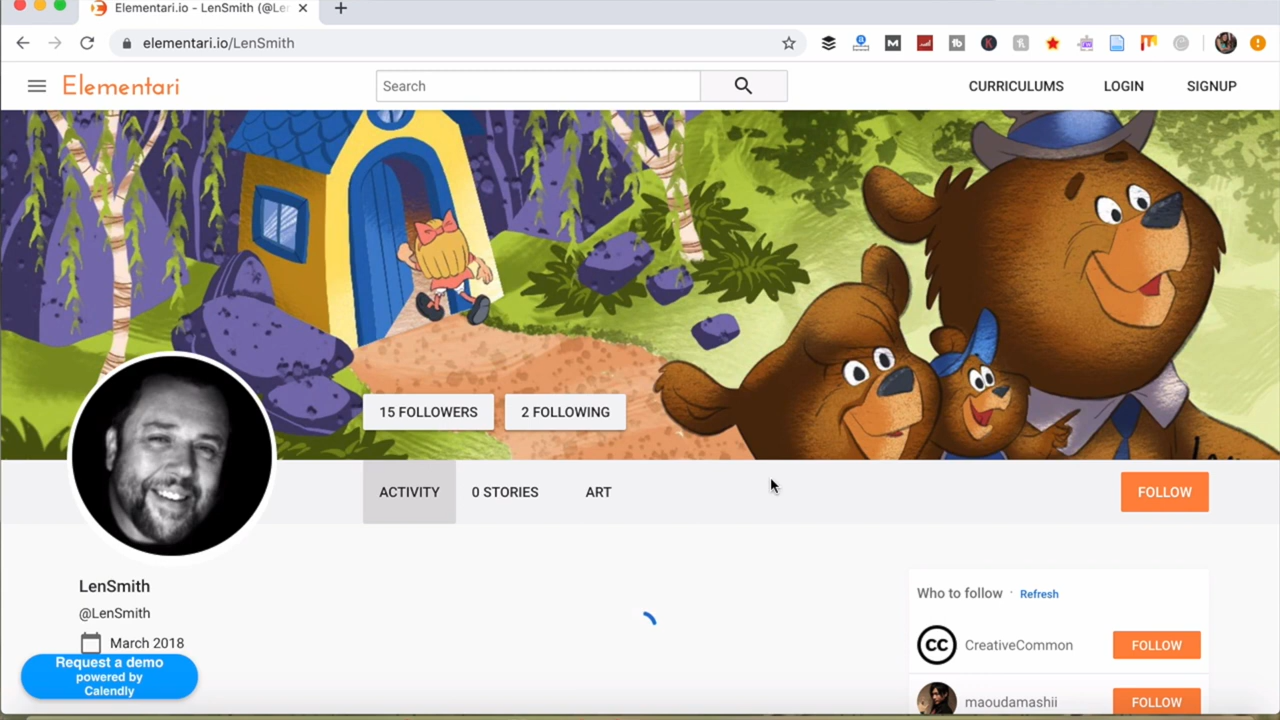 Elementari.io - LenSmith (@Le
elementari.io/LenSmith
Elementari
Search
CURRICULUMS
LOGIN
SIGNUP
15 FOLLOWERS
2 FOLLOWING
ACTIVITY
0 STORIES
ART
FOLLOW
LenSmith
@LenSmith
March 2018
Request a demo
powered by
Calendly
Who to follow · Refresh
CreativeCommon
FOLLOW
maoudamashii
FOLLOW